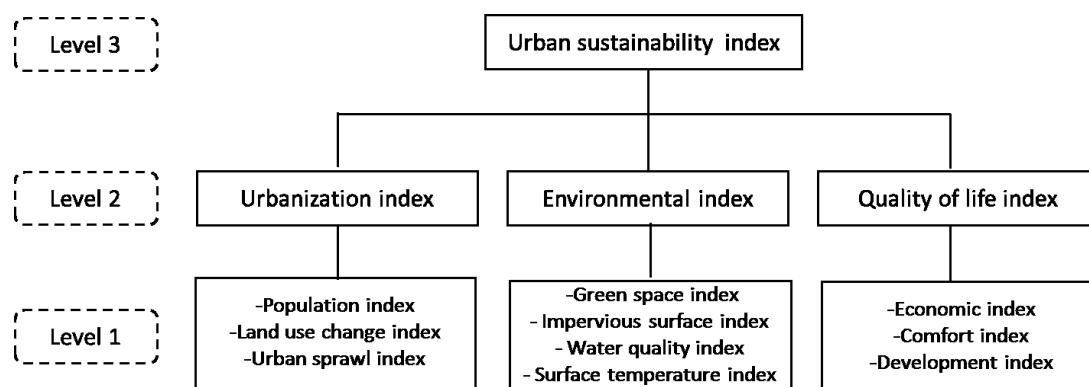 Level 3
Urban sustainability index
Level 2
Urbanization index
Environmental index
Quality of life index
Level 1
-Population index
-Land use change index
-Urban sprawl index
-Green space index
- Impervious surface index
- Water quality index
- Surface temperature index
-Economic index
-Comfort index
-Development index